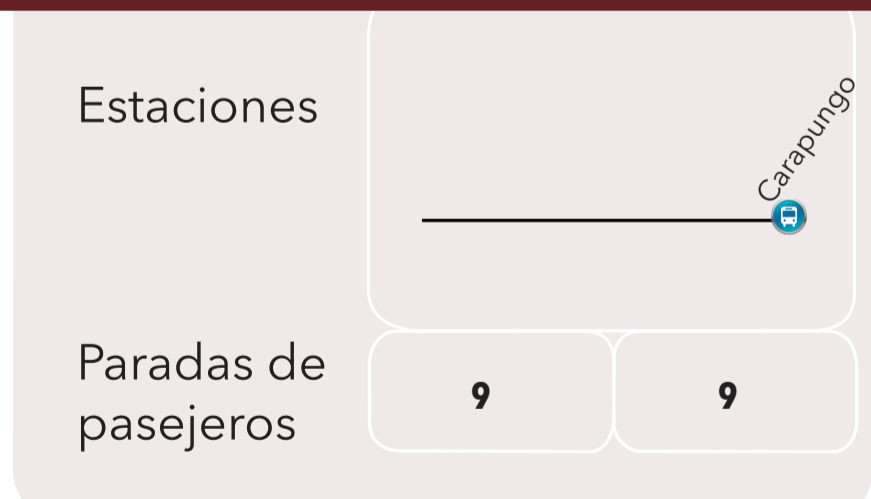 Estaciones
Carapungo
Paradas de
pasejeros
9
9